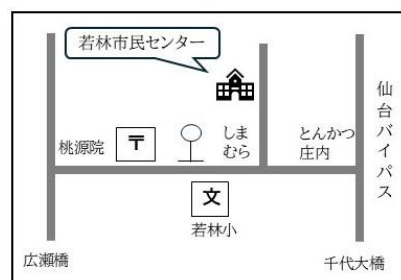 若林市民センター
仙台バイパス
桃源院
〒
しま
むら
とんかつ
庄内
文
若林小
広瀬橋
千代大橋